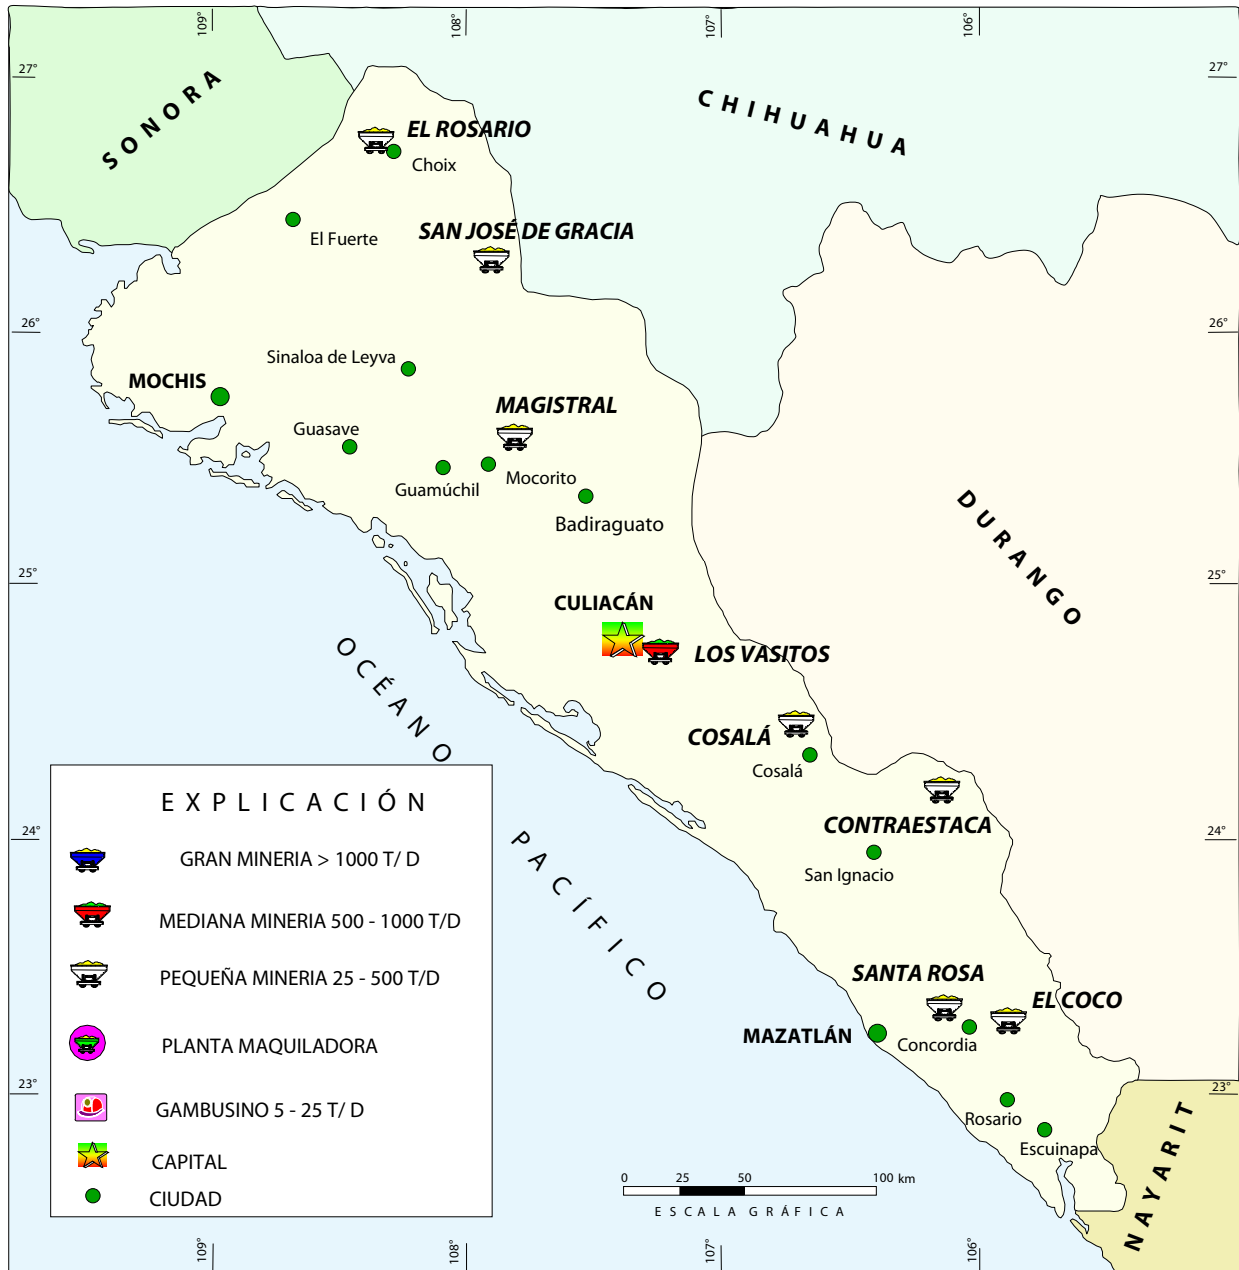 109°
108°
107°
106°
27°
27°
SONORA
CHIHUAHUA
EL ROSARIO
Choix
SAN JOSÉ DE GRACIA
El Fuerte
26°
26°
Sinaloa de Leyva
MOCHIS
MAGISTRAL
Guasave
Guamúchil
Mocorito
Badiraguato
DURANGO
25°
25°
CULIACÁN
LOS VASITOS
OCÉANO PACÍFICO
COSALÁ
Cosalá
CONTRAESTACA
24°
24°
San Ignacio
SANTA ROSA
EL COCO
MAZATLÁN
Concordia
23°
23°
Rosario
Escuinapa
NAYARIT
EXPLICACIÓN
GRAN MINERIA > 1000 T/ D
MEDIANA MINERIA 500 - 1000 T/D
PEQUEÑA MINERIA 25 - 500 T/D
PLANTA MAQUILADORA
GAMBUSINO 5 - 25 T/ D
CAPITAL
CIUDAD
0 25 50 100 km
ESCALA GRÁFICA
109°
108°
107°
106°